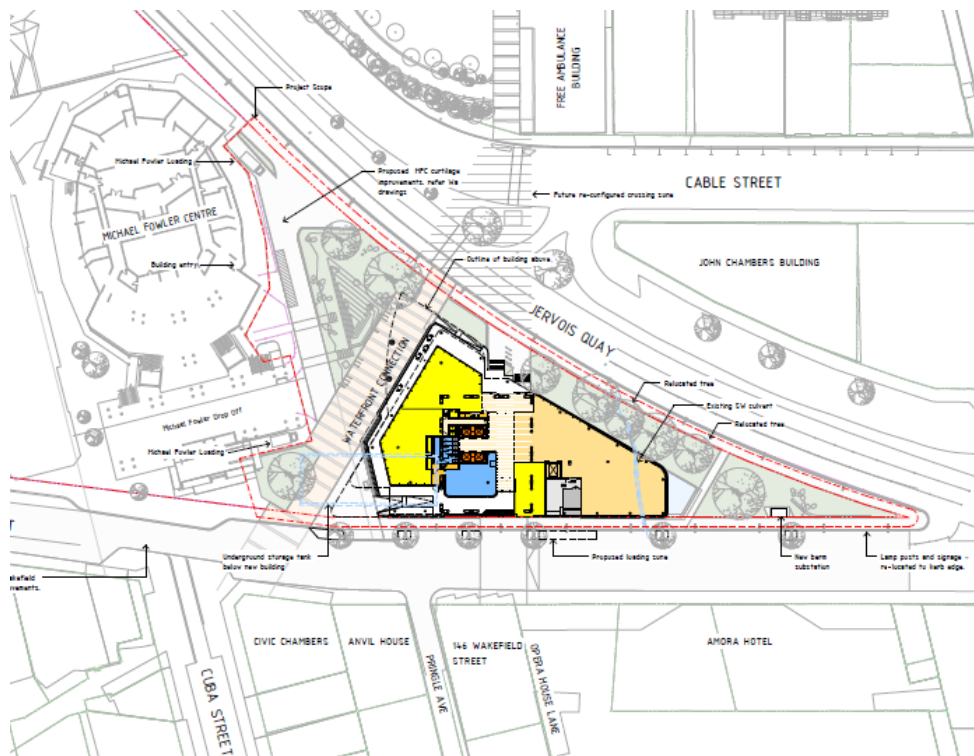 FREE AMBULANCE
BUILDING
Project Scope
Michael Fowler Loading
Proposed MFC curtilage
improvements, refer Wa
drawings
CABLE STREET
Future re-configured crossing zone
MICHAEL FOWLER CENTRE
Building entry
Outline of building above
JOHN CHAMBERS BUILDING
JERVOIS QUAY
WATERFRONT CONNECTION
Relocated tree
Existing SW culvert
Relocated tree
Michael Fowler Drop Off
Michael Fowler Loading
T
akefield
vements.
Underground storage tank
below new building
Proposed loading zone
New berm
substation
Lamp posts and signage -
re-located to kerb edge.
CIVIC CHAMBERS
ANVIL HOUSE
146 WAKEFIELD
STREET
AMORA HOTEL
CUBA STREET
PRINGLE AVE
OPERA HOUSE LANE